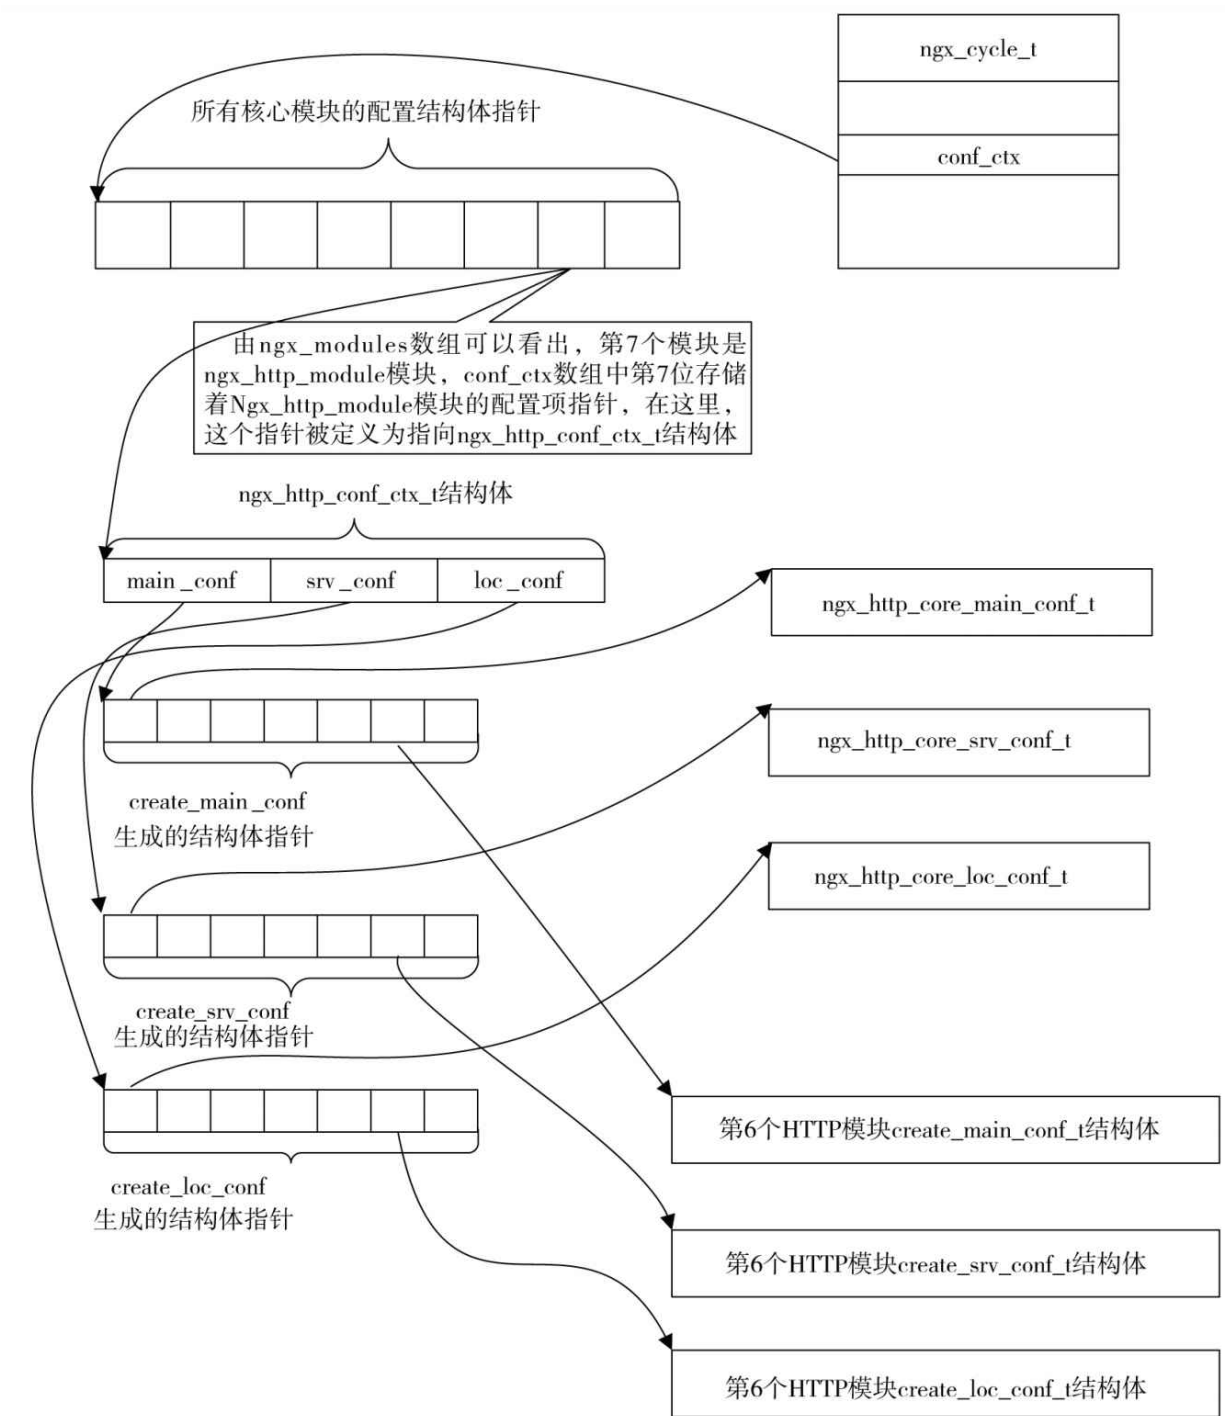 ngx_cycle_t
所有核心模块的配置结构体指针
conf_ctx
由ngx_modules数组可以看出，第7个模块是
ngx_http_module模块，conf_ctx数组中第7位存储
着Ngx_http_module模块的配置项指针，在这里，
这个指针被定义为指向ngx_http_conf_ctx_t结构体
ngx_http_conf_ctx_t结构体
main_conf
srv_conf
loc_conf
ngx_http_core_main_conf_t
ngx_http_core_srv_conf_t
create_main_conf
生成的结构体指针
ngx_http_core_loc_conf_t
create_srv_conf
生成的结构体指针
第6个HTTP模块create_main_conf_t结构体
create_loc_conf
生成的结构体指针
第6个HTTP模块create_srv_conf_t结构体
第6个HTTP模块create_loc_conf_t结构体